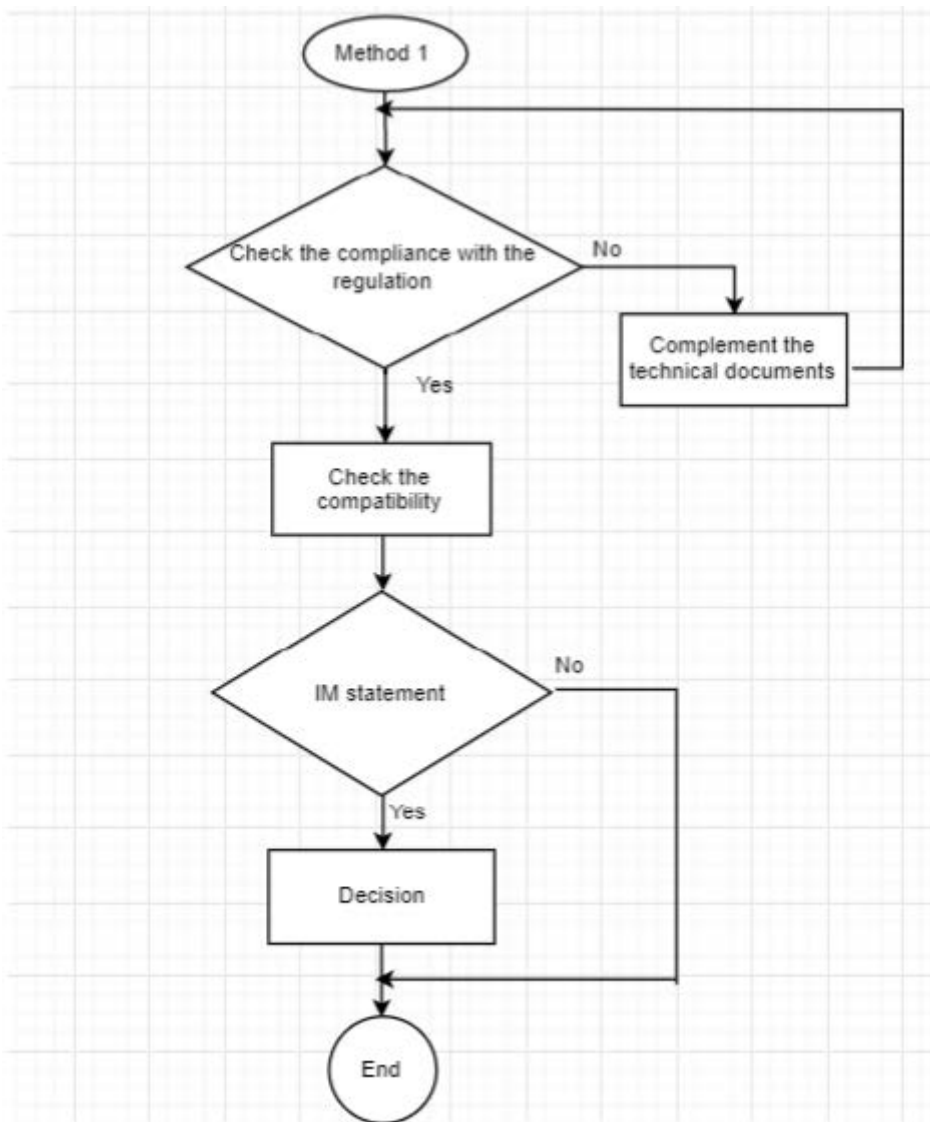 Method 1
Check the compliance with the
regulation
No
Complement the
technical documents
Yes
Check the
compatibility
IM statement
No
Yes
Decision
End